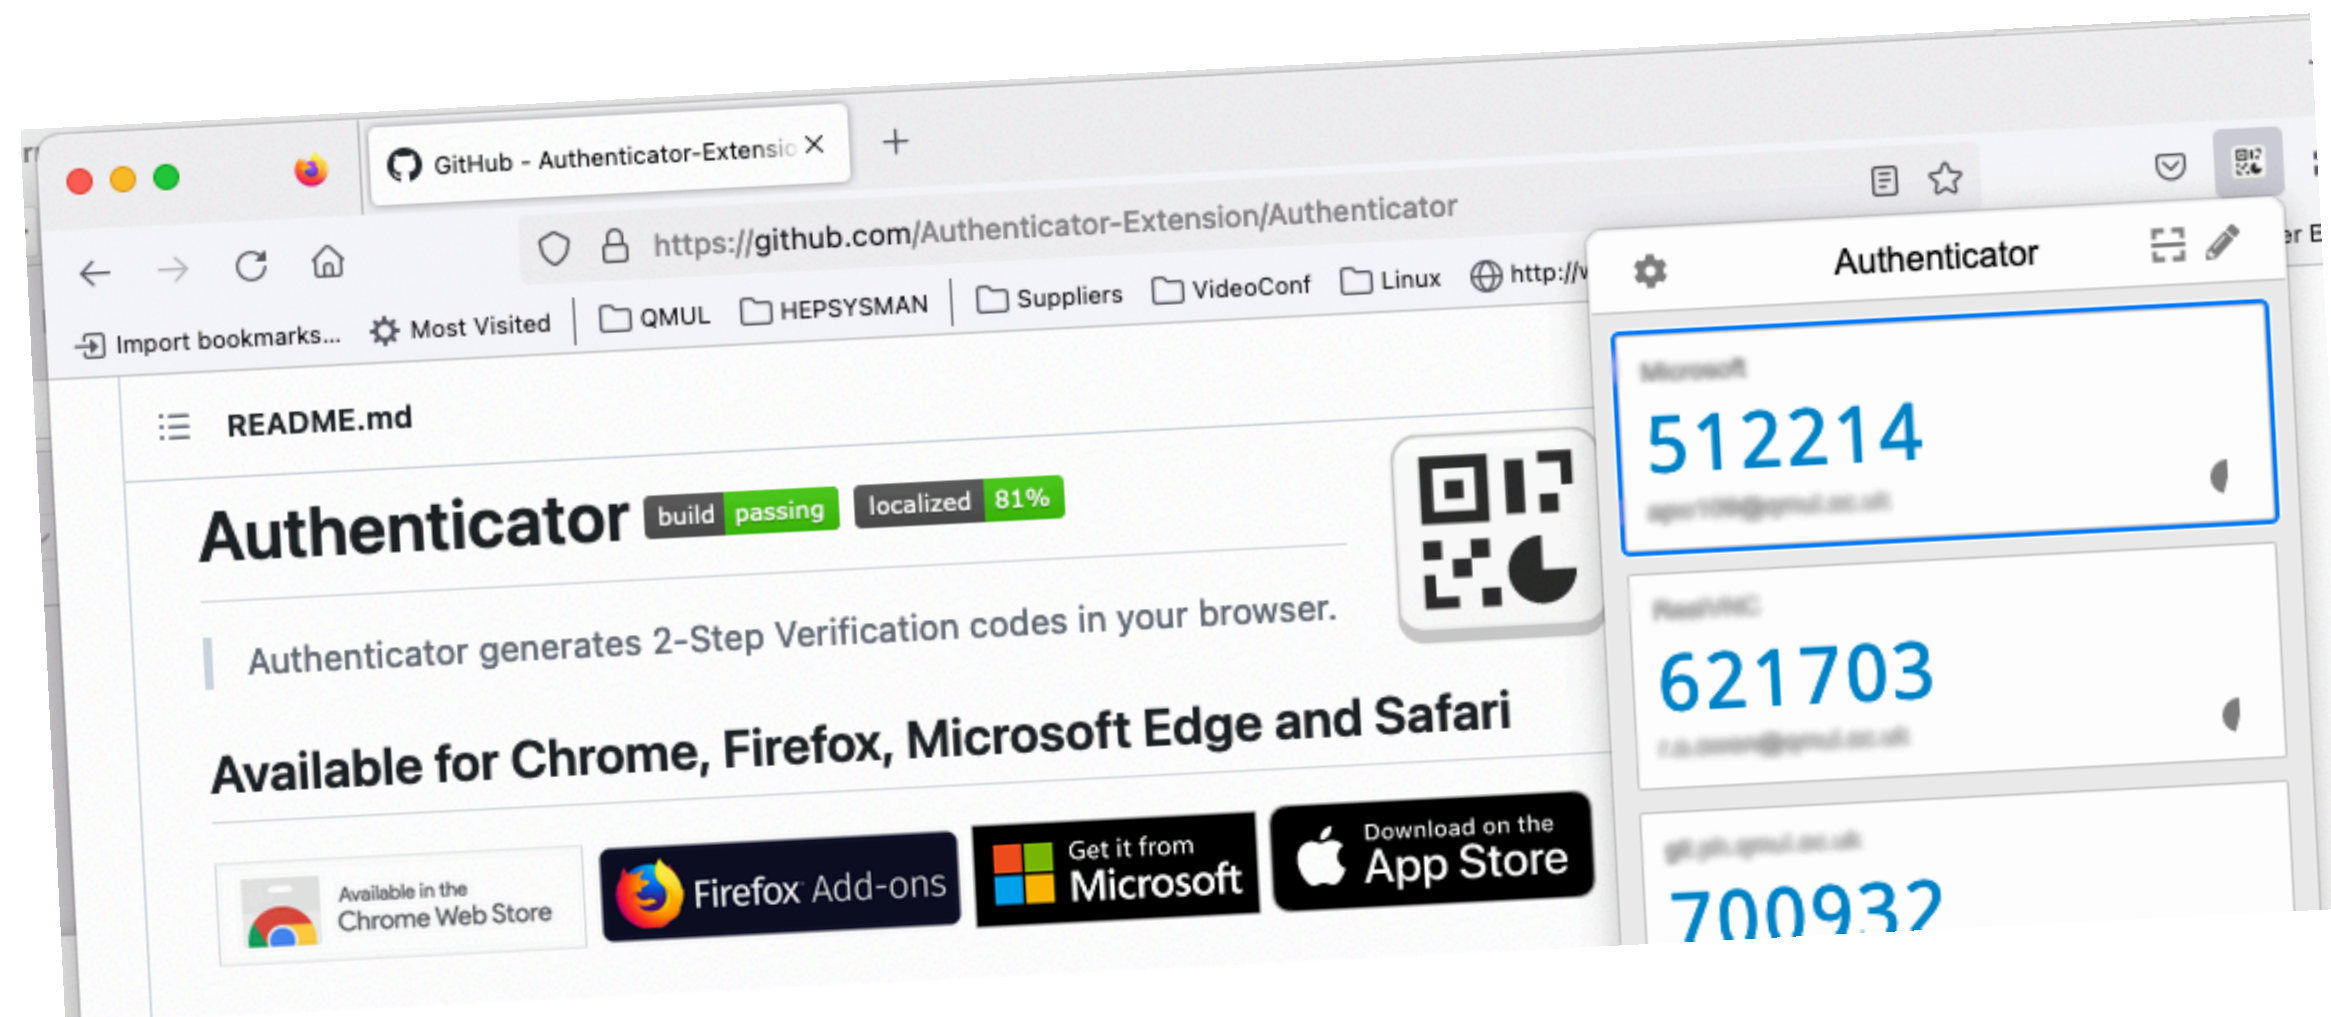 GitHub - Authenticator-Extensio
https://github.com/Authenticator-Extension/Authenticator
Import bookmarks... Most Visited QMUL HEPSYSMAN Suppliers VideoConf Linux http://
README.md
Authenticator build passing localized 81%
Authenticator generates 2-Step Verification codes in your browser.
Available for Chrome, Firefox, Microsoft Edge and Safari
Available in the
Chrome Web Store
Firefox Add-ons
Get it from
Microsoft
Download on the
App Store
Authenticator
Microsoft
512214
RealVNC
621703
700932